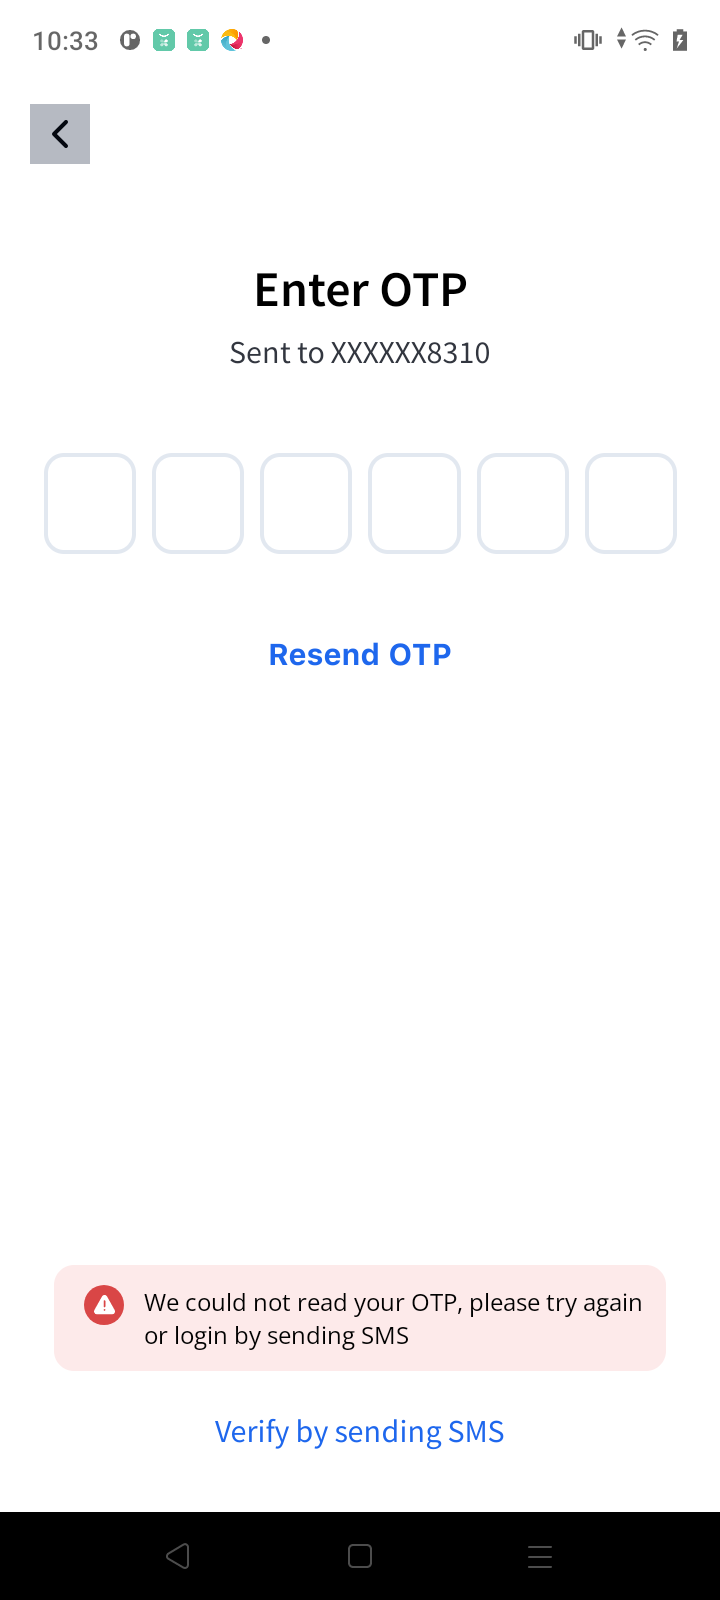 10:33
Enter OTP
Sent to XXXXXX8310
Resend OTP
We could not read your OTP, please try again
or login by sending SMS
Verify by sending SMS